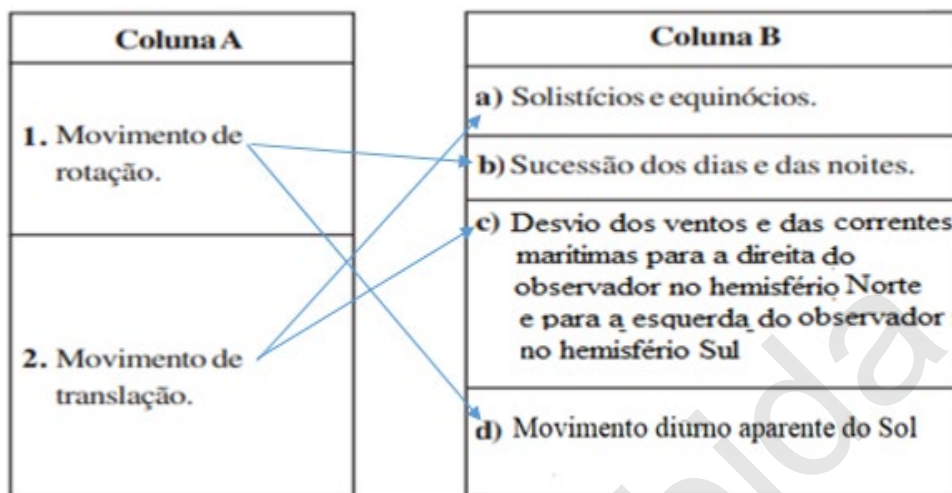 Coluna A
1. Movimento de
rotação.
2. Movimento de
translação.
Coluna B
a) Solistícios e equinócios.
b) Sucessão dos dias e das noites.
c) Desvio dos ventos e das correntes
maritimas para a direita do
observador no hemisfério Norte
e para a esquerda do observador
no hemisfério Sul
d) Movimento diurno aparente do Sol